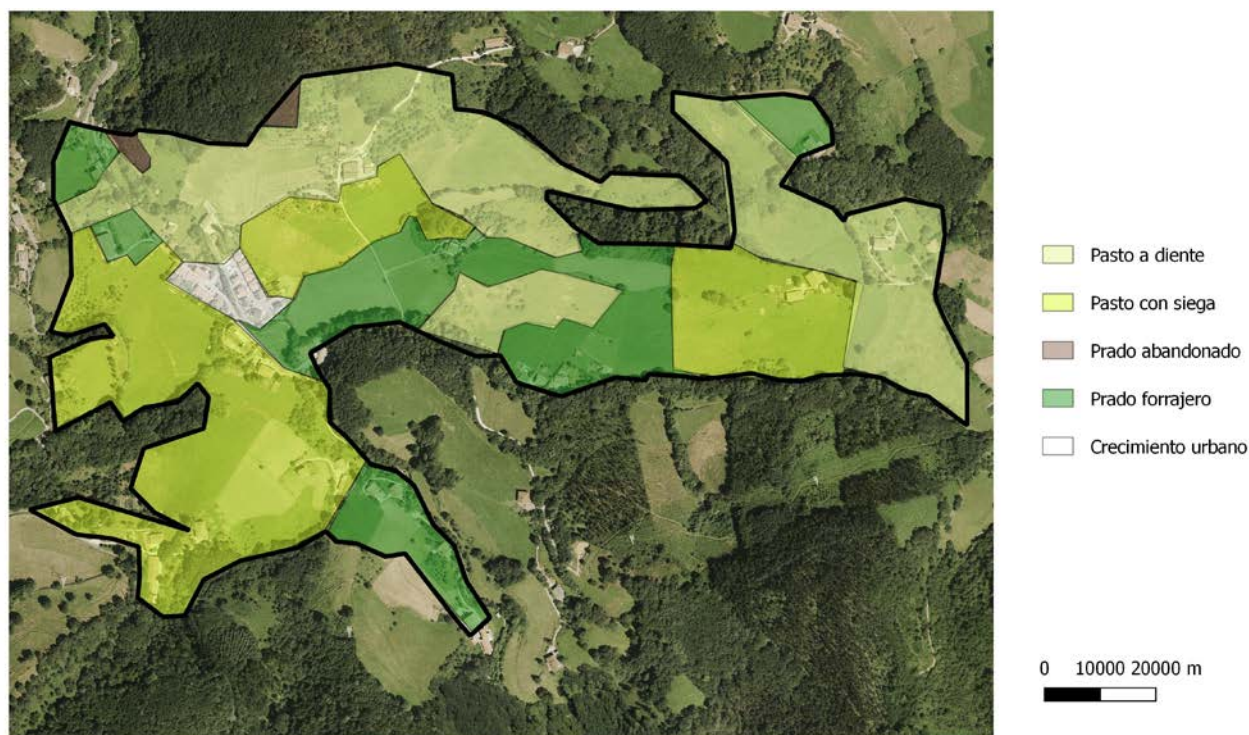 Pasto a diente
Pasto con siega
Prado abandonado
Prado forrajero
Crecimiento urbano
0 10000 20000 m